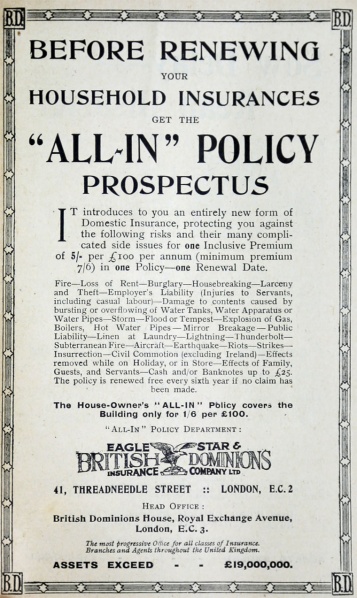 B.D. B.D.
BEFORE RENEWING
YOUR
HOUSEHOLD INSURANCES
GET THE
"ALL-IN" POLICY
PROSPECTUS
IT introduces to you an entirely new form of
Domestic Insurance, protecting you against
the following risks and their many compli-
cated side issues for one Inclusive Premium
of 5/- per £100 per annum (minimum premium
7/6) in one Policy—one Renewal Date.
Fire—Loss of Rent—Burglary—Housebreaking—Larceny
and Theft—Employer's Liability (Injuries to Servants,
including casual labour)—Damage to contents caused by
bursting or overflowing of Water Tanks, Water Apparatus or
Water Pipes—Storm—Flood or Tempest—Explosion of Gas,
Boilers, Hot Water Pipes—Mirror Breakage—Public
Liability—Linen at Laundry—Lightning—Thunderbolt—
Subterranean Fire—Aircraft—Earthquake—Riots—Strikes—
Insurrection—Civil Commotion (excluding Ireland)—Effects
removed while on Holiday, or in Store—Effects of Family,
Guests, and Servants—Cash and/or Banknotes up to £25.
The policy is renewed free every sixth year if no claim has
been made.
The House-Owner's "ALL-IN" Policy covers the
Building only for 1/6 per £100.
"ALL-IN" POLICY DEPARTMENT:
EAGLE STAR &
BRITISH DOMINIONS
INSURANCE COMPANY LTD
41, THREADNEEDLE STREET :: LONDON, E.C. 2
HEAD OFFICE:
British Dominions House, Royal Exchange Avenue,
London, E.C. 3.
The most progressive Office for all classes of Insurance.
Branches and Agents throughout the United Kingdom.
ASSETS EXCEED - - £19,000,000.
B.D. B.D.